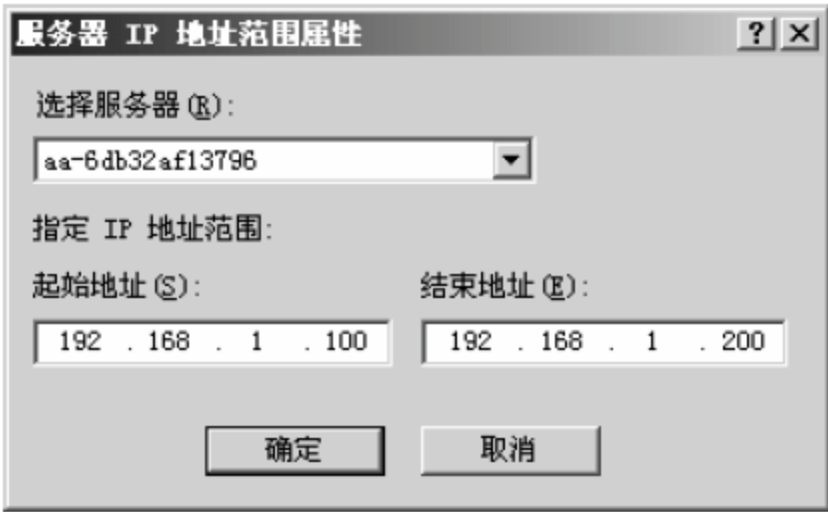 服务器 IP 地址范围属性
选择服务器(R):
aa-6db32af13796
指定 IP 地址范围:
起始地址(S): 结束地址(E):
192 . 168 . 1 . 100 192 . 168 . 1 . 200
确定 取消